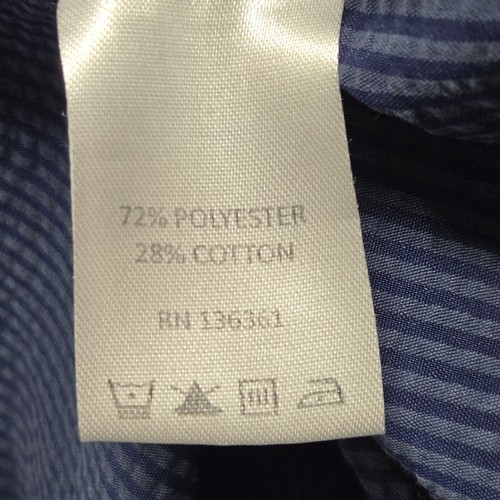 72% POLYESTER
28% COTTON
RN 136361